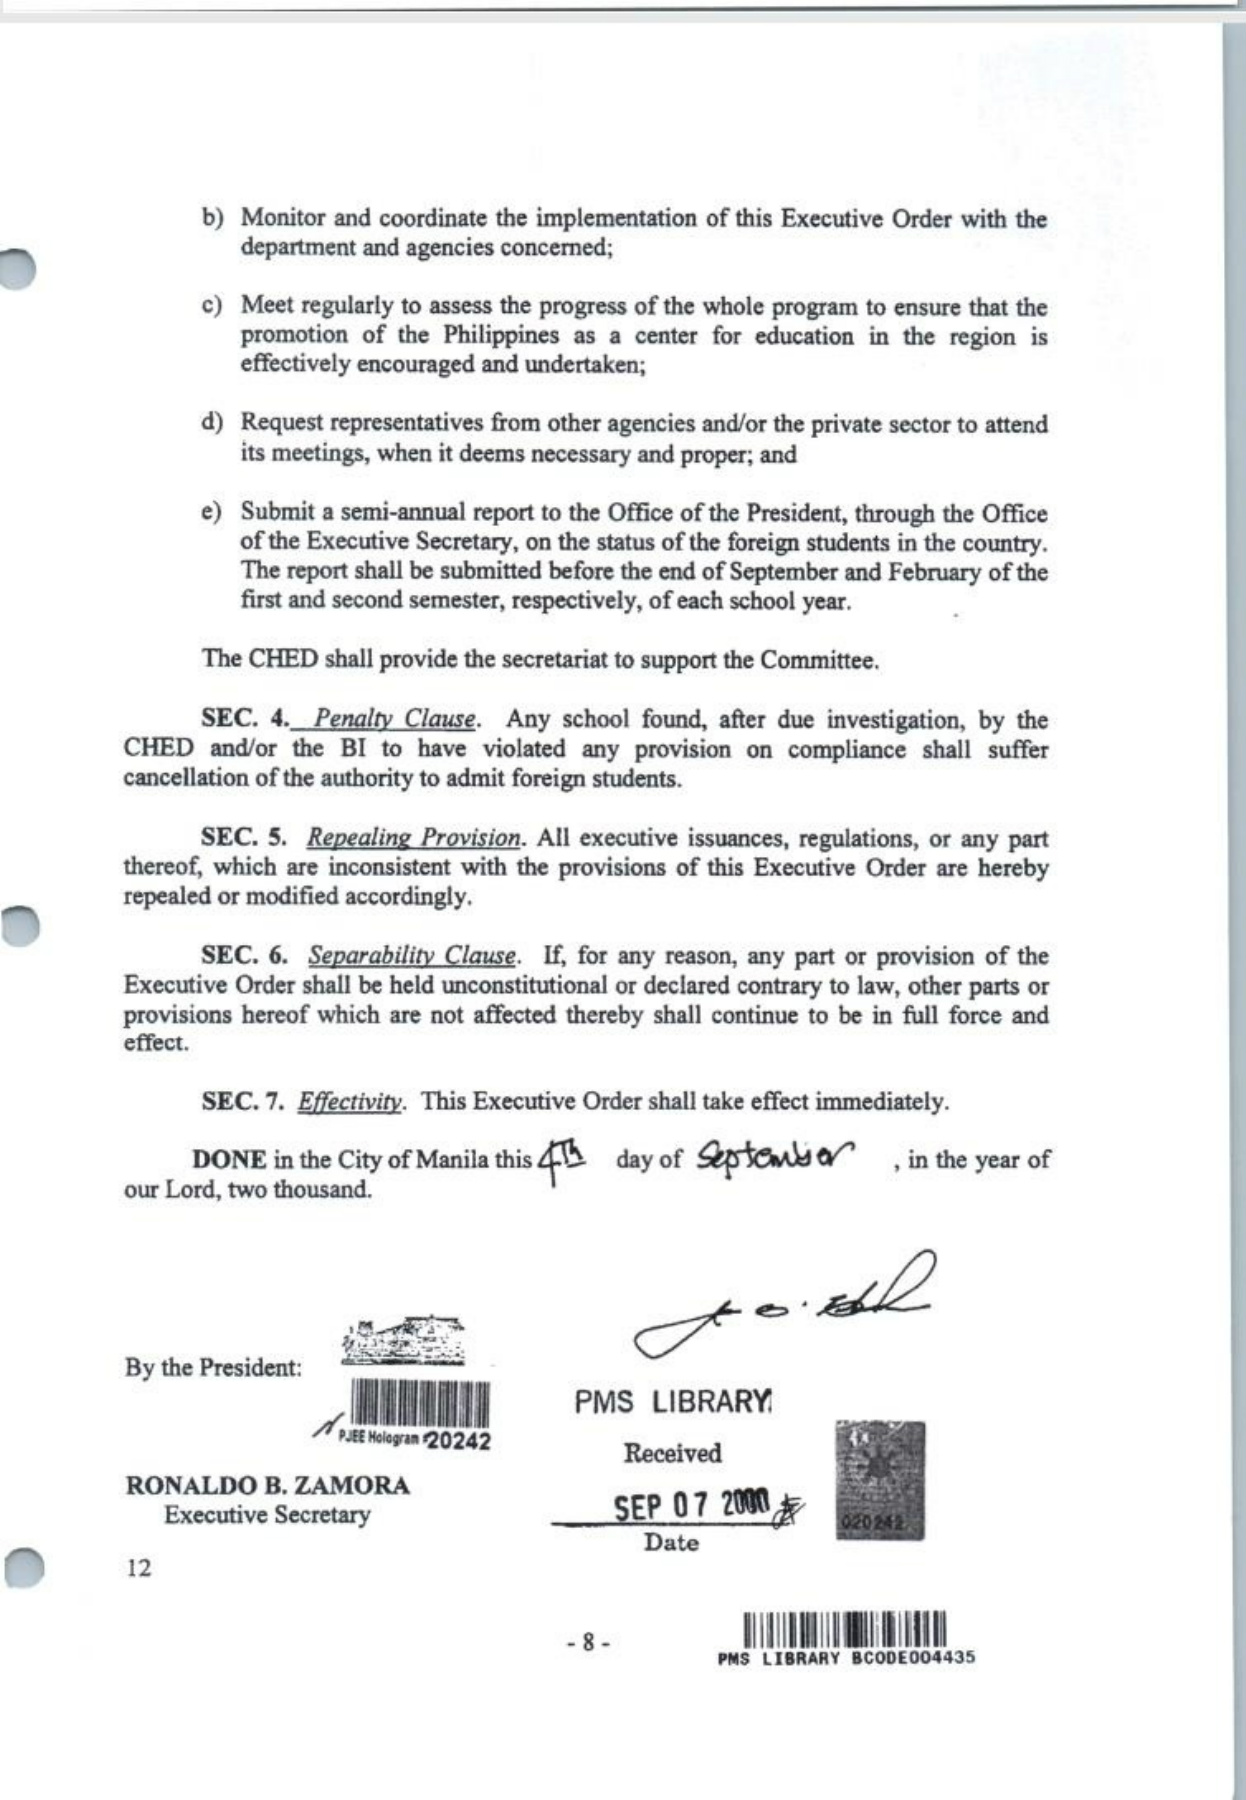 b) Monitor and coordinate the implementation of this Executive Order with the
department and agencies concerned;
c) Meet regularly to assess the progress of the whole program to ensure that the
promotion of the Philippines as a center for education in the region is
effectively encouraged and undertaken;
d) Request representatives from other agencies and/or the private sector to attend
its meetings, when it deems necessary and proper; and
e) Submit a semi-annual report to the Office of the President, through the Office
of the Executive Secretary, on the status of the foreign students in the country.
The report shall be submitted before the end of September and February of the
first and second semester, respectively, of each school year.
The CHED shall provide the secretariat to support the Committee.
SEC. 4. Penalty Clause. Any school found, after due investigation, by the
CHED and/or the BI to have violated any provision on compliance shall suffer
cancellation of the authority to admit foreign students.
SEC. 5. Repealing Provision. All executive issuances, regulations, or any part
thereof, which are inconsistent with the provisions of this Executive Order are hereby
repealed or modified accordingly.
SEC. 6. Separability Clause. If, for any reason, any part or provision of the
Executive Order shall be held unconstitutional or declared contrary to law, other parts or
provisions hereof which are not affected thereby shall continue to be in full force and
effect.
SEC. 7. Effectivity. This Executive Order shall take effect immediately.
DONE in the City of Manila this 4th day of September , in the year of
our Lord, two thousand.
By the President:
PJEE Hologram 20242
PMS LIBRARY
Received
SEP 07 2000
Date
020242
RONALDO B. ZAMORA
Executive Secretary
12
- 8 -
PMS LIBRARY BCODE004435